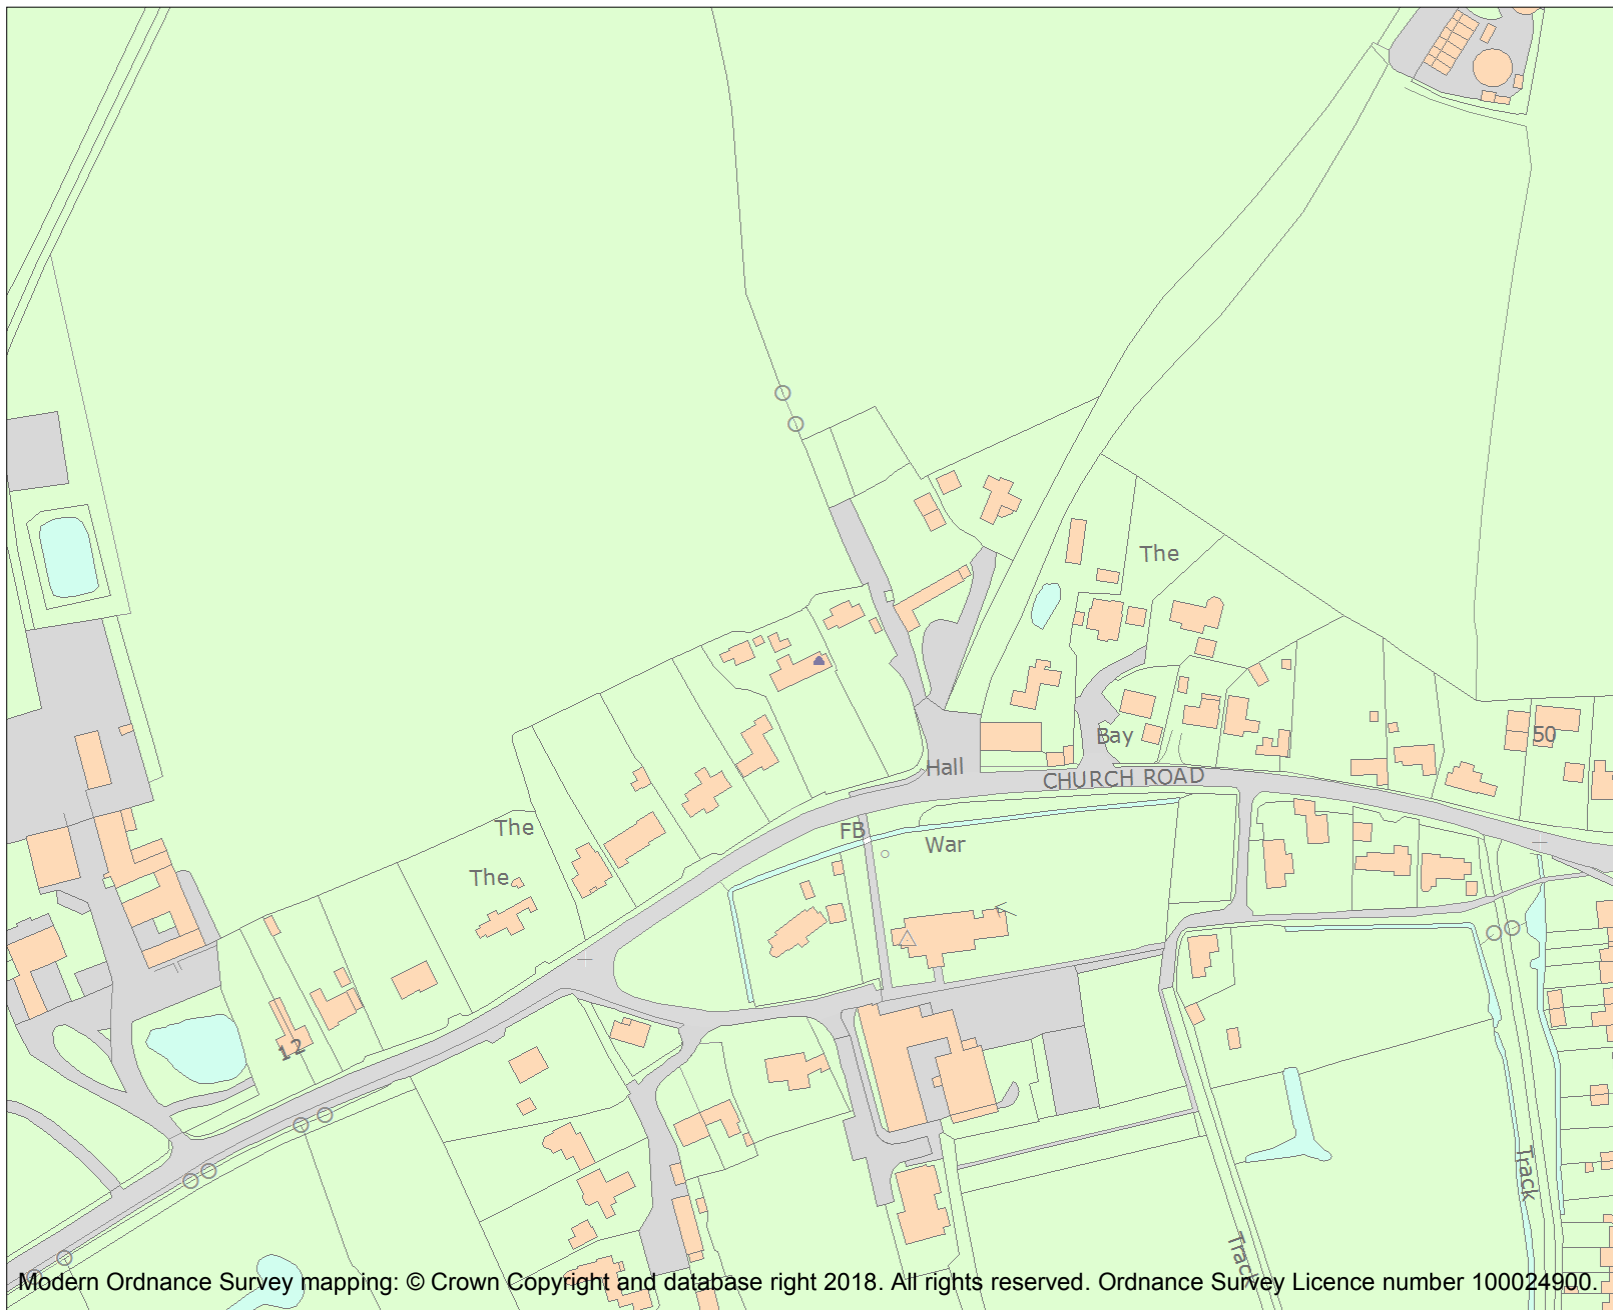 The
50
Bay
Hall
CHURCH ROAD
The
FB
War
The
12
Track
Track
Modern Ordnance Survey mapping: © Crown Copyright and database right 2018. All rights reserved. Ordnance Survey Licence number 100024900.